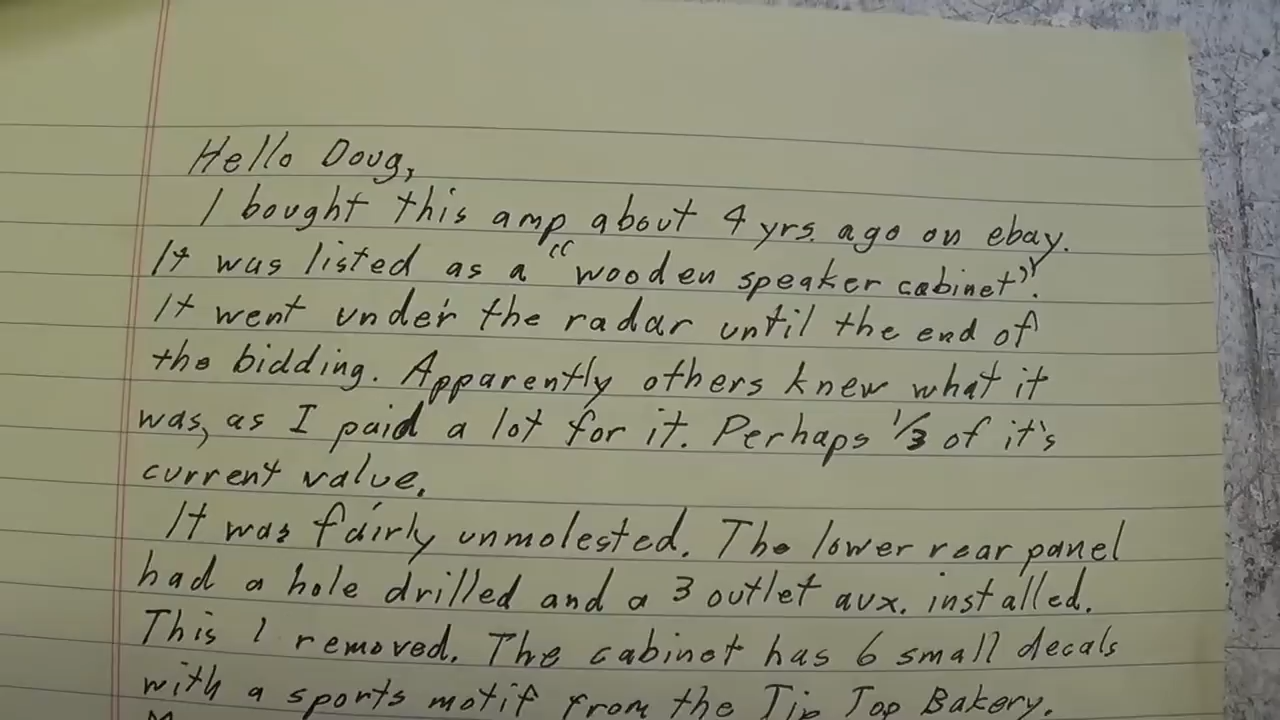 Hello Doug,
I bought this amp about 4 yrs. ago on ebay.
It was listed as a "wooden speaker cabinet".
It went under the radar until the end of
the bidding. Apparently others knew what it
was, as I paid a lot for it. Perhaps 1/3 of it's
current value.
It was fairly unmolested. The lower rear panel
had a hole drilled and a 3 outlet aux. installed.
This I removed. The cabinet has 6 small decals
with a sports motif from the Tip Top Bakery.